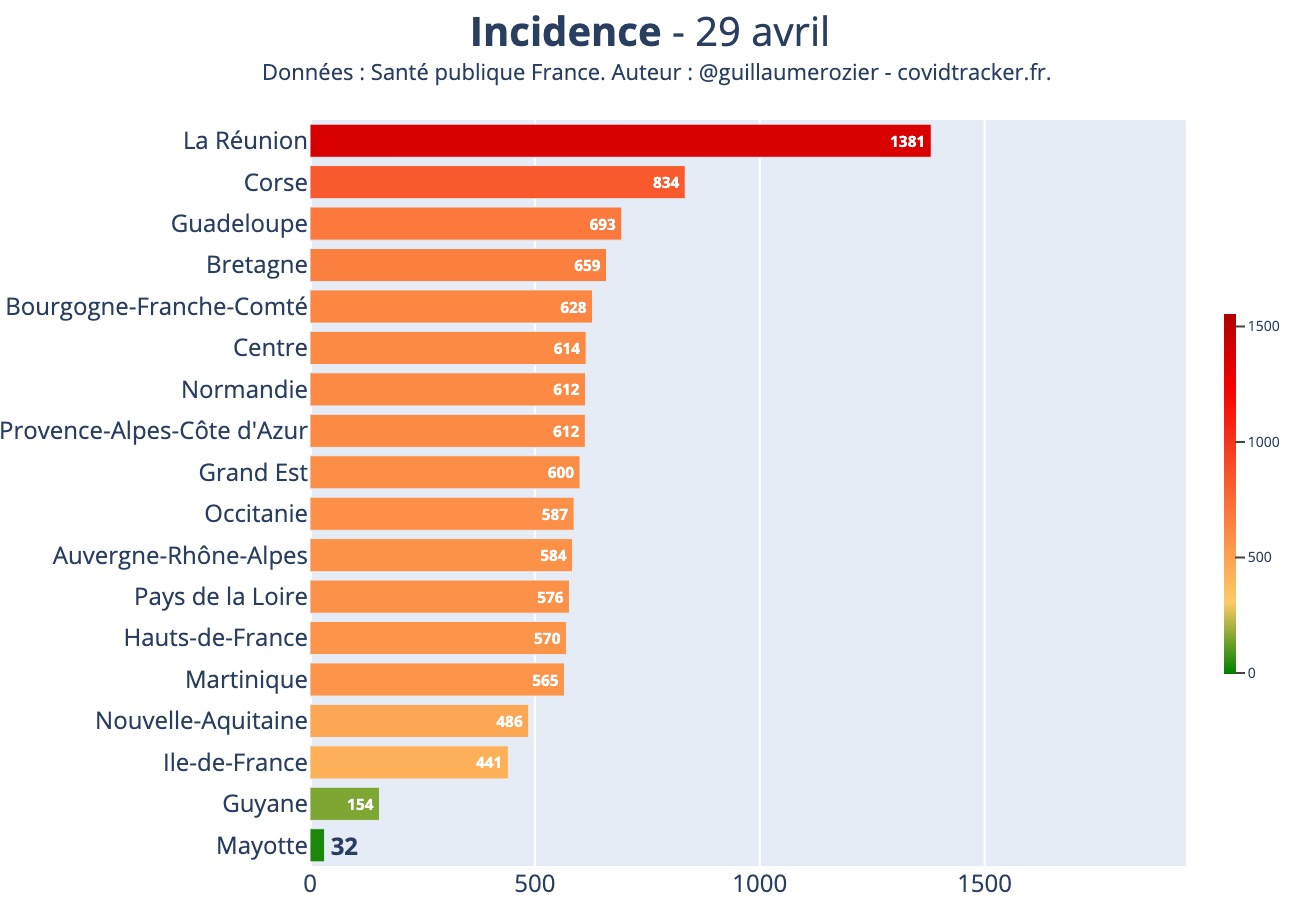 Incidence - 29 avril
Données : Santé publique France. Auteur : @guillaumerozier - covidtracker.fr.
La Réunion 1381
Corse 834
Guadeloupe 693
Bretagne 659
Bourgogne-Franche-Comté 628
Centre 614
Normandie 612
Provence-Alpes-Côte d'Azur 612
Grand Est 600
Occitanie 587
Auvergne-Rhône-Alpes 584
Pays de la Loire 576
Hauts-de-France 570
Martinique 565
Nouvelle-Aquitaine 486
Ile-de-France 441
Guyane 154
Mayotte 32
0 500 1000 1500
1500
1000
500
0